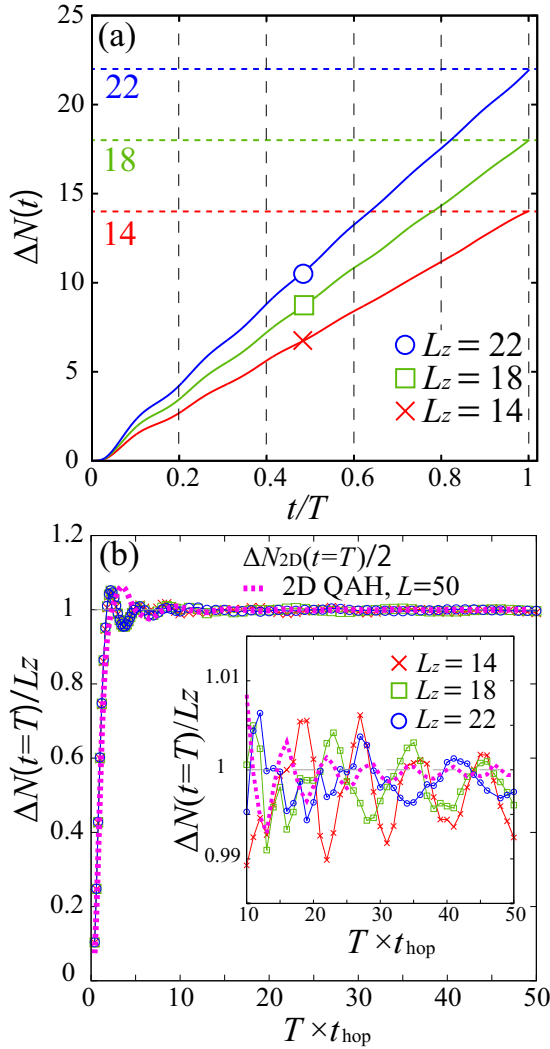 (a)
25
20
15
10
5
0
ΔN(t)
22
18
14
Lz = 22
Lz = 18
Lz = 14
0 0.2 0.4 0.6 0.8 1
t/T
(b)
1.2
1
0.8
0.6
0.4
0.2
0
ΔN(t=T)/Lz
ΔN2D(t=T)/2
2D QAH, L=50
1.01
1
0.99
ΔN(t=T)/Lz
Lz = 14
Lz = 18
Lz = 22
10 20 30 40 50
T × thop
0 10 20 30 40 50
T × thop